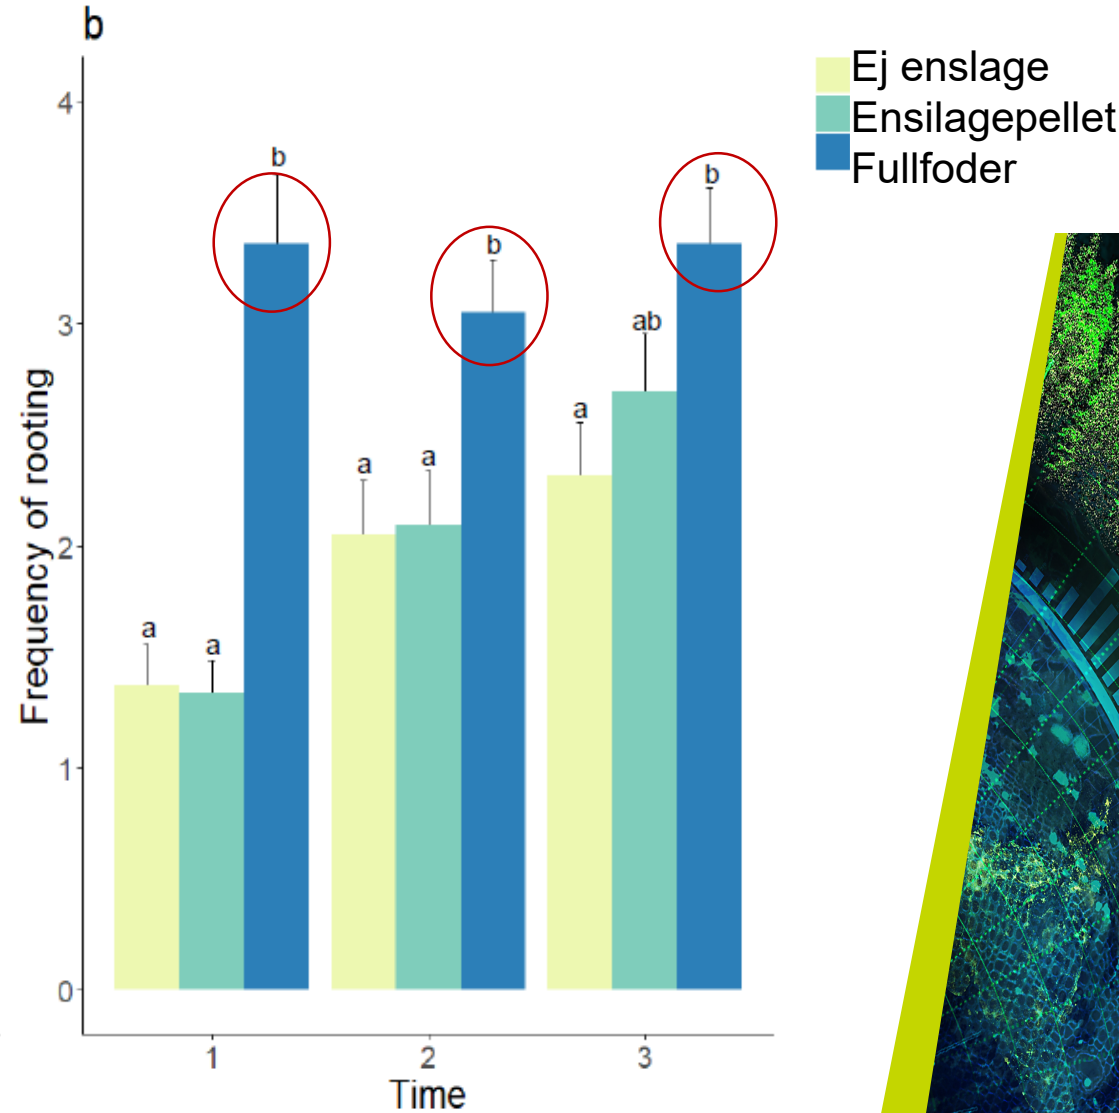 b
Ej enslage
Ensilagepellet
Fullfoder
4
3
2
1
0
Frequency of rooting
a
a
b
a
a
b
a
ab
b
1
2
3
Time